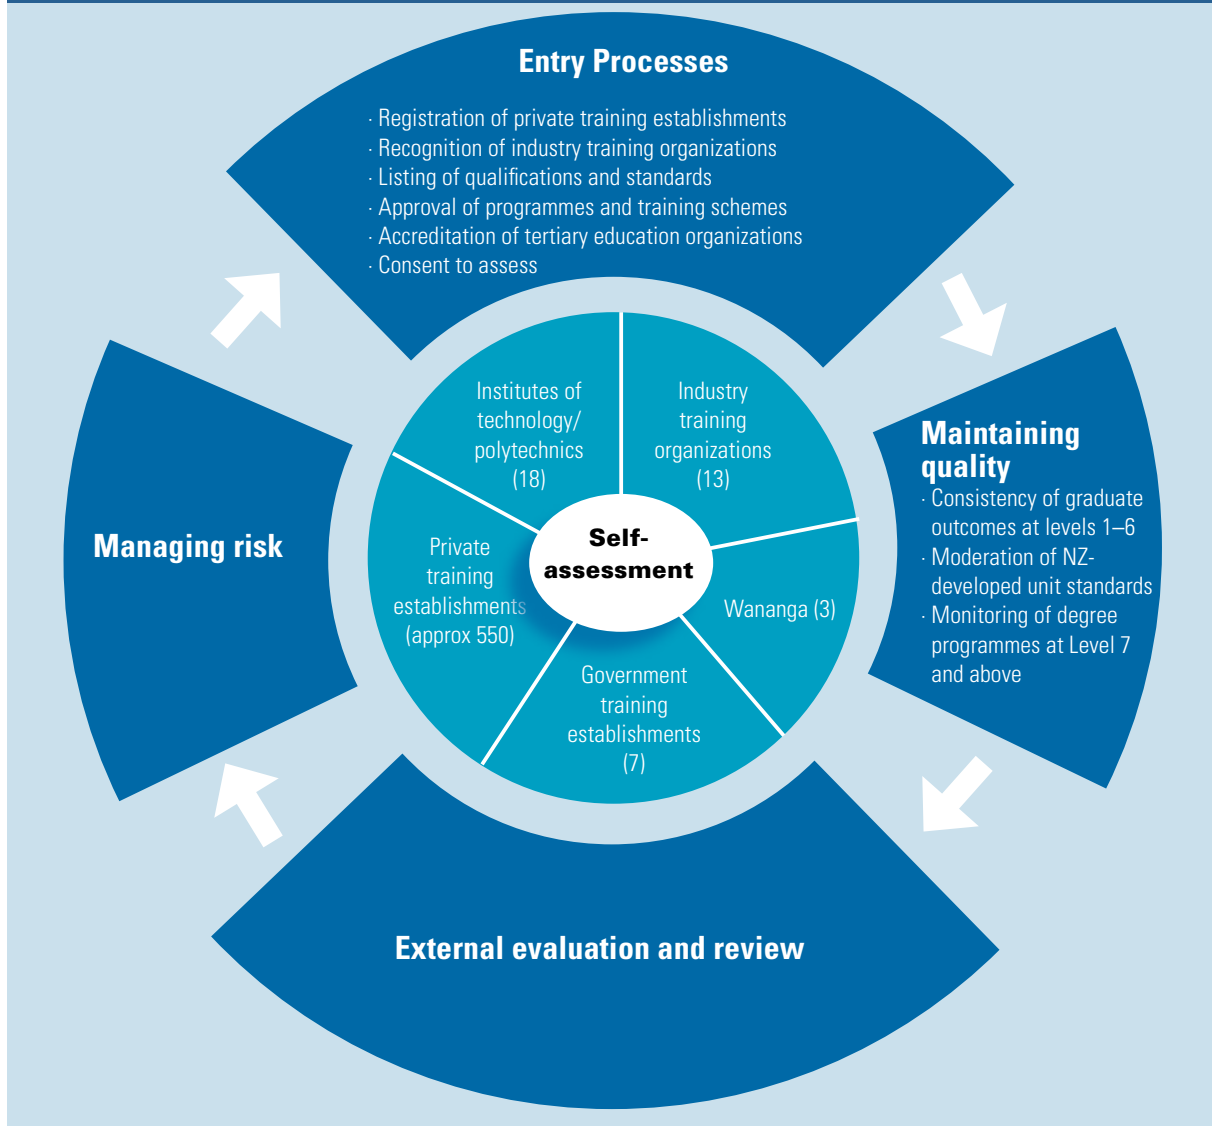 Entry Processes
· Registration of private training establishments
· Recognition of industry training organizations
· Listing of qualifications and standards
· Approval of programmes and training schemes
· Accreditation of tertiary education organizations
· Consent to assess
Institutes of
technology/
polytechnics
(18)
Industry
training
organizations
(13)
Maintaining
quality
· Consistency of graduate
outcomes at levels 1–6
· Moderation of NZ-
developed unit standards
· Monitoring of degree
programmes at Level 7
and above
Managing risk
Private
training
establishments
(approx 550)
Self-
assessment
Wananga (3)
Government
training
establishments
(7)
External evaluation and review